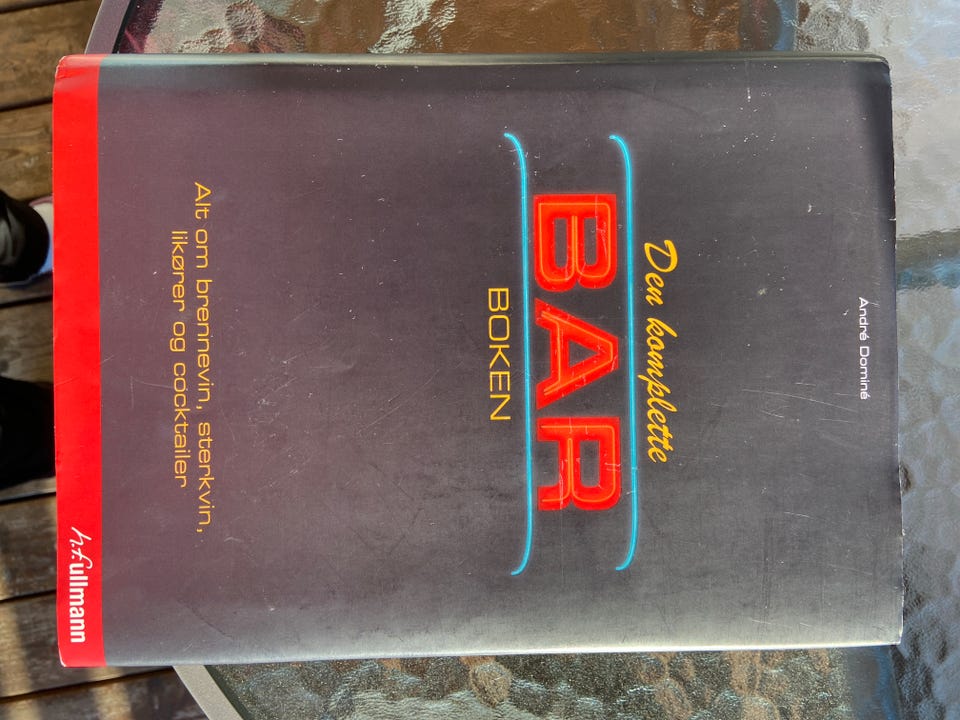 André Dominé
Den komplette
BAR
BOKEN
Alt om brennevin, sterkvin,
likører og cocktailer
h.f.ullmann